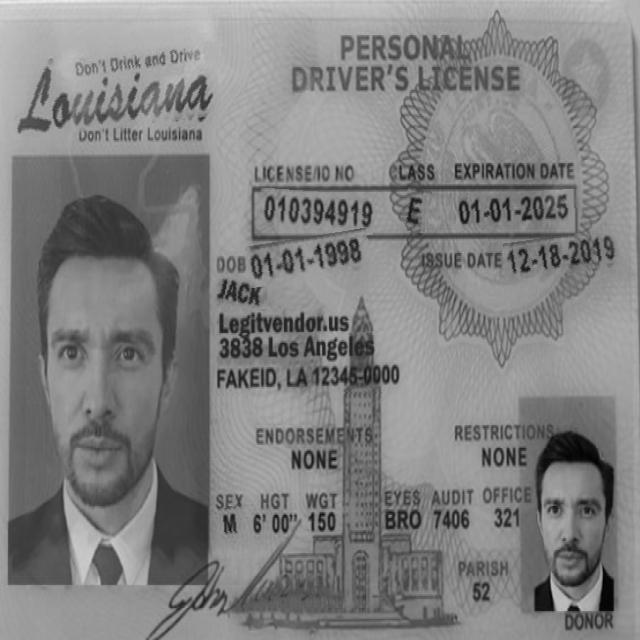 Don't Drink and Drive
Louisiana
Don't Litter Louisiana
PERSONAL
DRIVER'S LICENSE
LICENSE/ID NO CLASS EXPIRATION DATE
010394919 E 01-01-2025
DOB 01-01-1998 ISSUE DATE 12-18-2019
JACK
Legitvendor.us
3838 Los Angeles
FAKEID, LA 12345-0000
ENDORSEMENTS RESTRICTIONS
NONE NONE
SEX HGT WGT EYES AUDIT OFFICE
M 6' 00" 150 BRO 7406 321
PARISH
52
DONOR